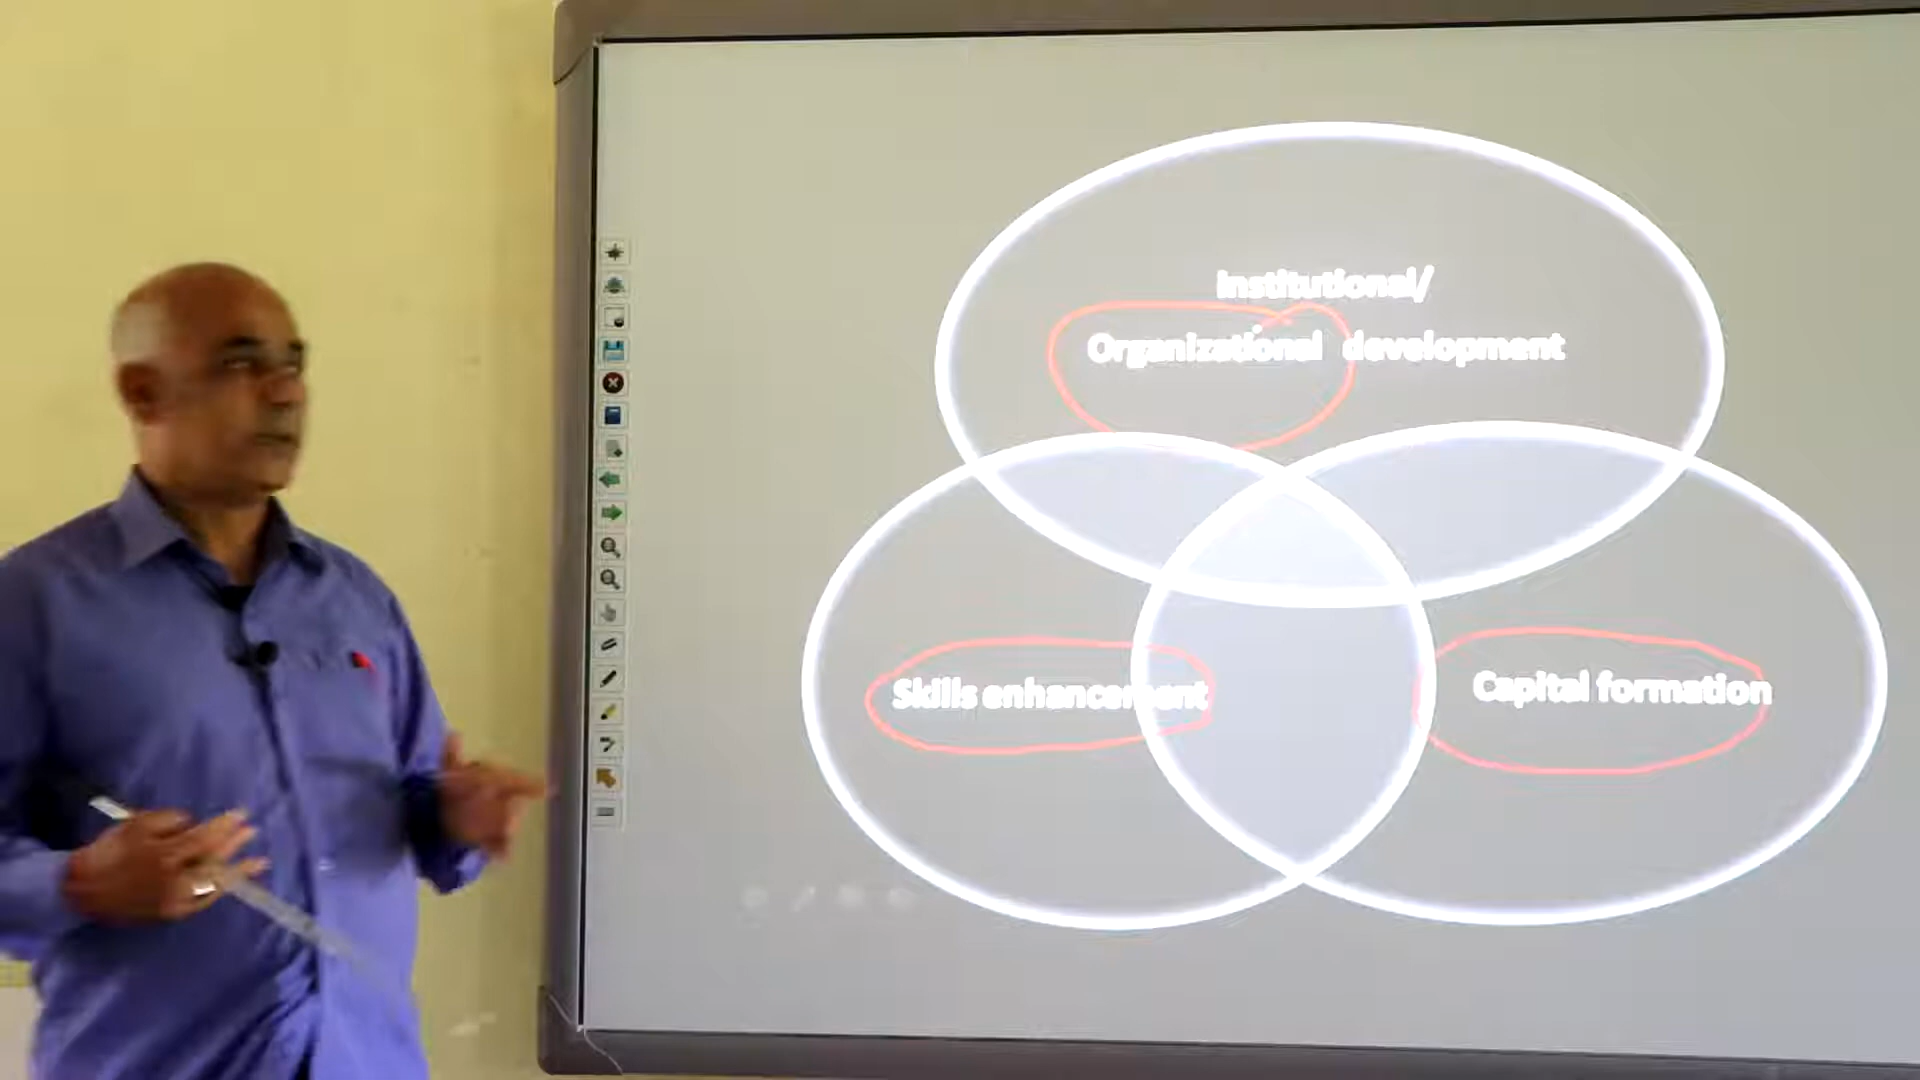 Institutional/
Organizational development
Skills enhancement
Capital formation